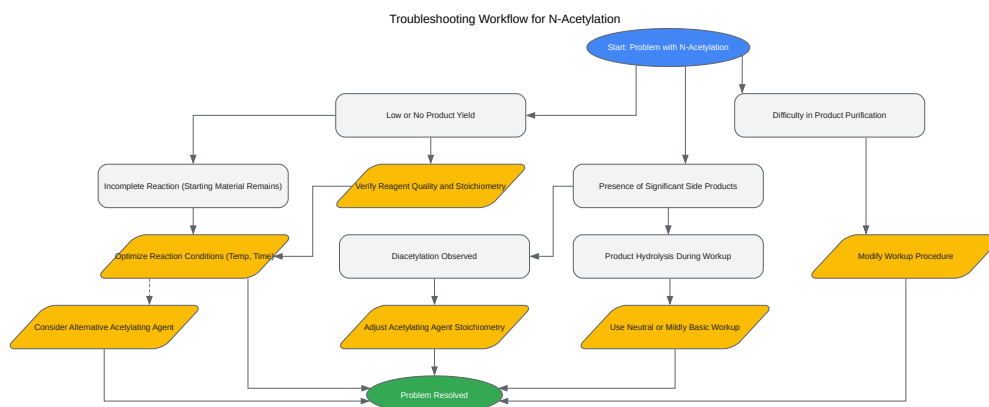 Troubleshooting Workflow for N-Acetylation
Start: Problem with N-Acetylation
Low or No Product Yield
Difficulty in Product Purification
Incomplete Reaction (Starting Material Remains)
Verify Reagent Quality and Stoichiometry
Presence of Significant Side Products
Optimize Reaction Conditions (Temp, Time)
Diacetylation Observed
Product Hydrolysis During Workup
Modify Workup Procedure
Consider Alternative Acetylating Agent
Adjust Acetylating Agent Stoichiometry
Use Neutral or Mildly Basic Workup
Problem Resolved